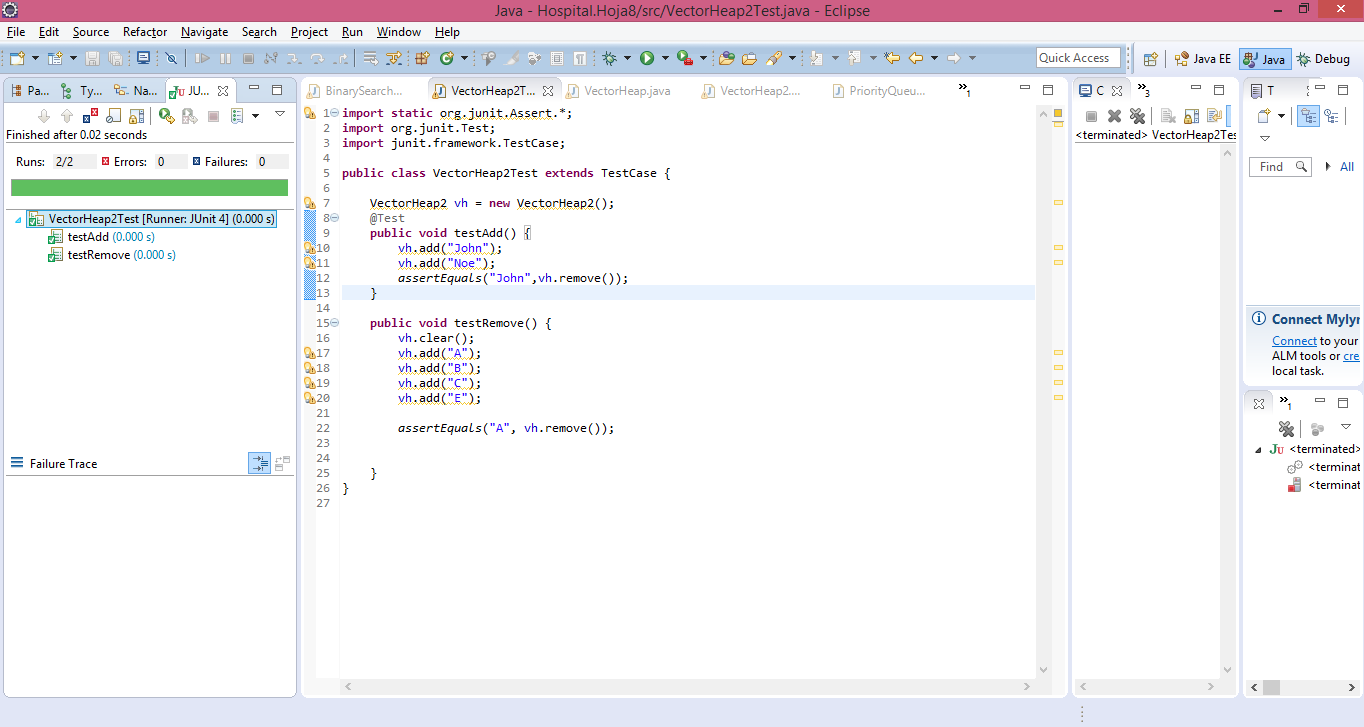 Java - Hospital.Hoja8/src/VectorHeap2Test.java - Eclipse
File Edit Source Refactor Navigate Search Project Run Window Help
Quick Access Java EE Java Debug
Pa... Ty... Na... JU...
Finished after 0.02 seconds
Runs: 2/2 Errors: 0 Failures: 0
VectorHeap2Test [Runner: JUnit 4] (0.000 s)
testAdd (0.000 s)
testRemove (0.000 s)
Failure Trace
BinarySearch... VectorHeap2T... VectorHeap.java VectorHeap2... PriorityQueu... »1
1 import static org.junit.Assert.*;
2 import org.junit.Test;
3 import junit.framework.TestCase;
4
5 public class VectorHeap2Test extends TestCase {
6
7 VectorHeap2 vh = new VectorHeap2();
8 @Test
9 public void testAdd() {
10 vh.add("John");
11 vh.add("Noe");
12 assertEquals("John",vh.remove());
13 }
14
15 public void testRemove() {
16 vh.clear();
17 vh.add("A");
18 vh.add("B");
19 vh.add("C");
20 vh.add("E");
21
22 assertEquals("A", vh.remove());
23
24
25 }
26 }
27
C »3
<terminated> VectorHeap2Tes
T
Find All
Connect Mylyn
Connect to your
ALM tools or cre
local task.
»1
Ju <terminated>
<terminat
<terminat